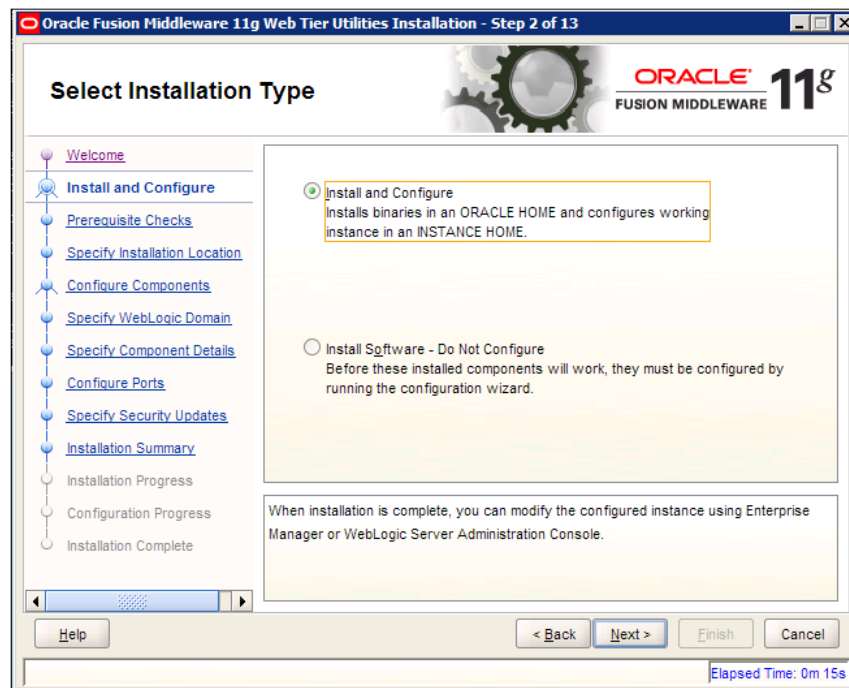 Oracle Fusion Middleware 11g Web Tier Utilities Installation - Step 2 of 13
Select Installation Type
ORACLE
FUSION MIDDLEWARE 11g
Welcome
Install and Configure
Prerequisite Checks
Specify Installation Location
Configure Components
Specify WebLogic Domain
Specify Component Details
Configure Ports
Specify Security Updates
Installation Summary
Installation Progress
Configuration Progress
Installation Complete
Install and Configure
Installs binaries in an ORACLE HOME and configures working
instance in an INSTANCE HOME.
Install Software - Do Not Configure
Before these installed components will work, they must be configured by
running the configuration wizard.
When installation is complete, you can modify the configured instance using Enterprise
Manager or WebLogic Server Administration Console.
Help
< Back
Next >
Finish
Cancel
Elapsed Time: 0m 15s